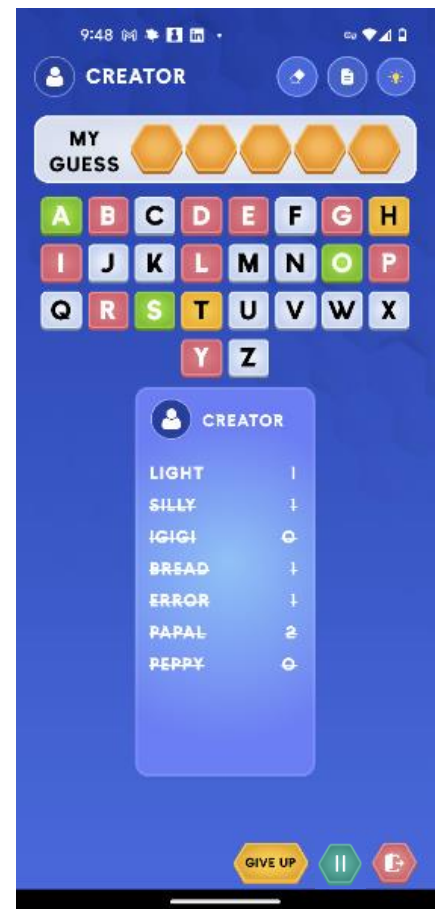 9:48
CREATOR
MY
GUESS
A B C D E F G H
I J K L M N O P
Q R S T U V W X
Y Z
CREATOR
LIGHT 1
SILLY 1
IGIGI 0
BREAD 1
ERROR 1
PAPAL 2
PEPPY 0
GIVE UP